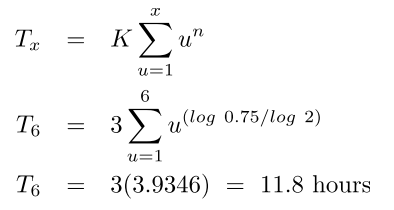 T_x = K \sum_{u=1}^{x} u^n
T_6 = 3 \sum_{u=1}^{6} u^{(log 0.75/log 2)}
T_6 = 3(3.9346) = 11.8 hours